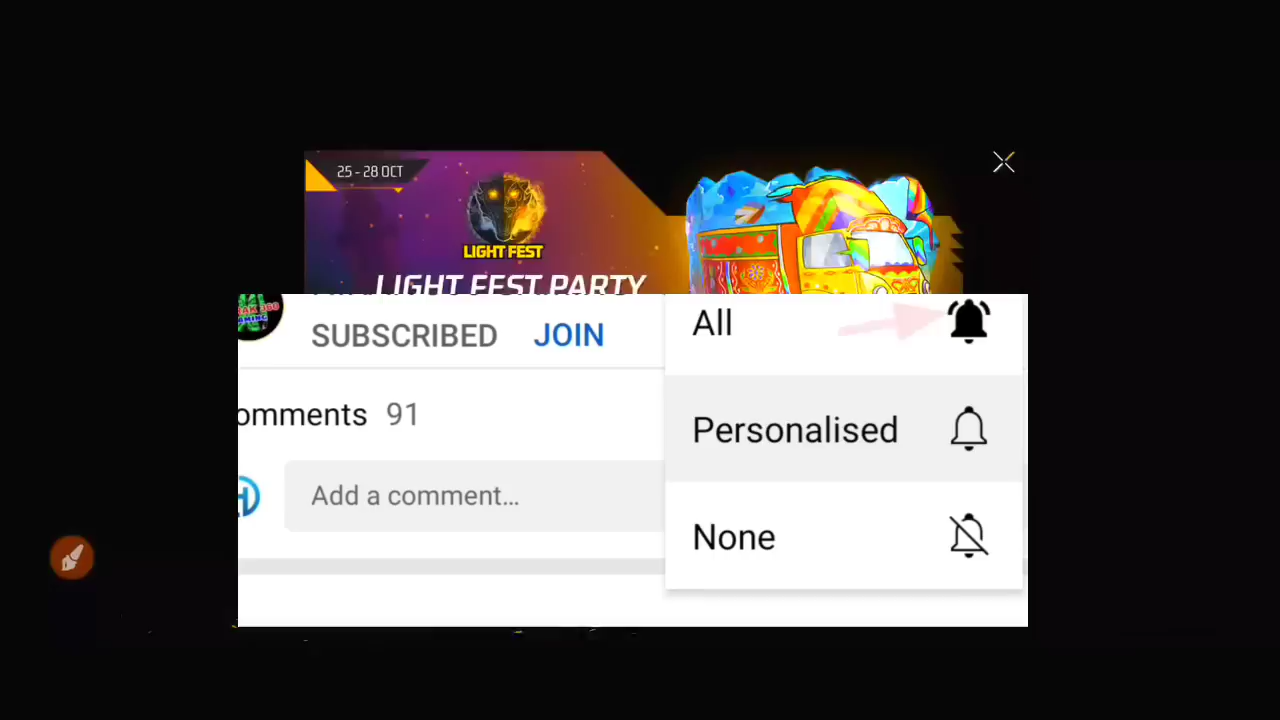 25 - 28 OCT
LIGHT FEST
LIGHT FEST PARTY
SUBSCRIBED JOIN
All
omments 91
Personalised
Add a comment...
None